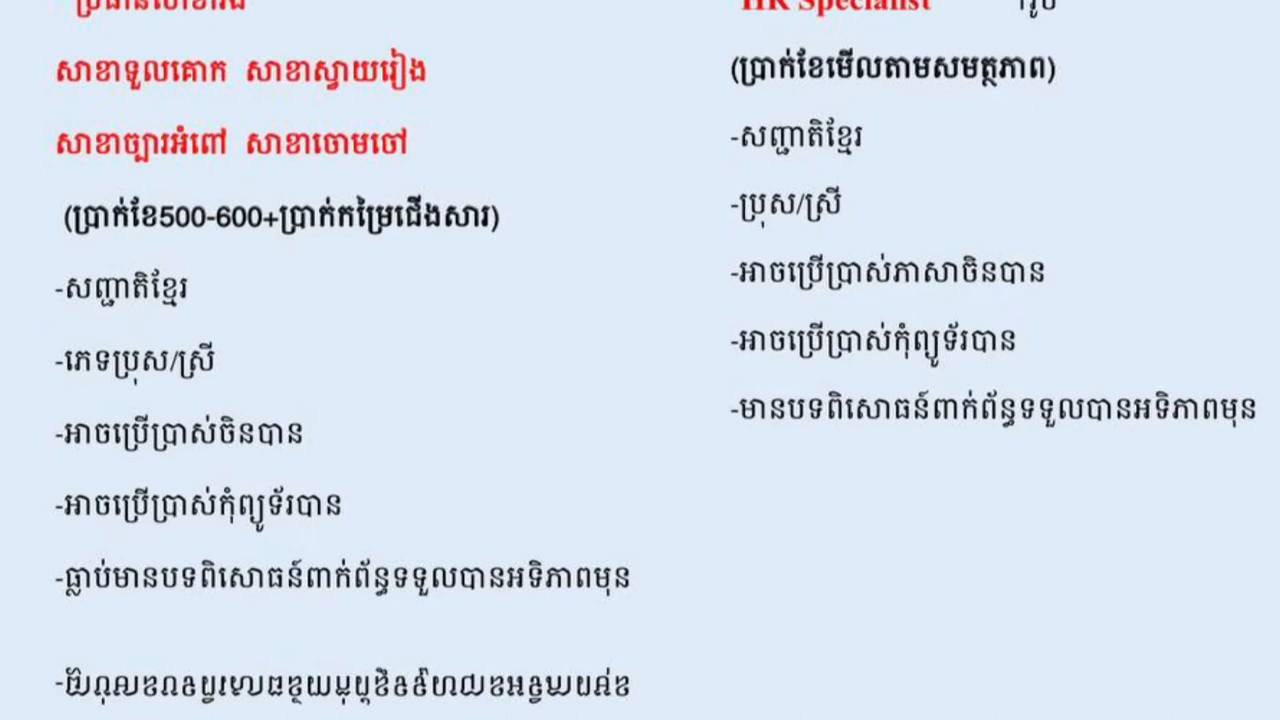 សាខាទួលគោក សាខាស្វាយរៀង
សាខាច្បារអំពៅ សាខាចោមចៅ
(ប្រាក់ខែ500-600+ប្រាក់កម្រៃជើងសារ)
-សញ្ជាតិខ្មែរ
-ភេទប្រុស/ស្រី
-អាចប្រើប្រាស់ចិនបាន
-អាចប្រើប្រាស់កុំព្យូទ័របាន
-ធ្លាប់មានបទពិសោធន៍ពាក់ព័ន្ធទទួលបានអទិភាពមុន
HR Specialist
(ប្រាក់ខែមើលតាមសមត្ថភាព)
-សញ្ជាតិខ្មែរ
-ប្រុស/ស្រី
-អាចប្រើប្រាស់ភាសាចិនបាន
-អាចប្រើប្រាស់កុំព្យូទ័របាន
-មានបទពិសោធន៍ពាក់ព័ន្ធទទួលបានអទិភាពមុន